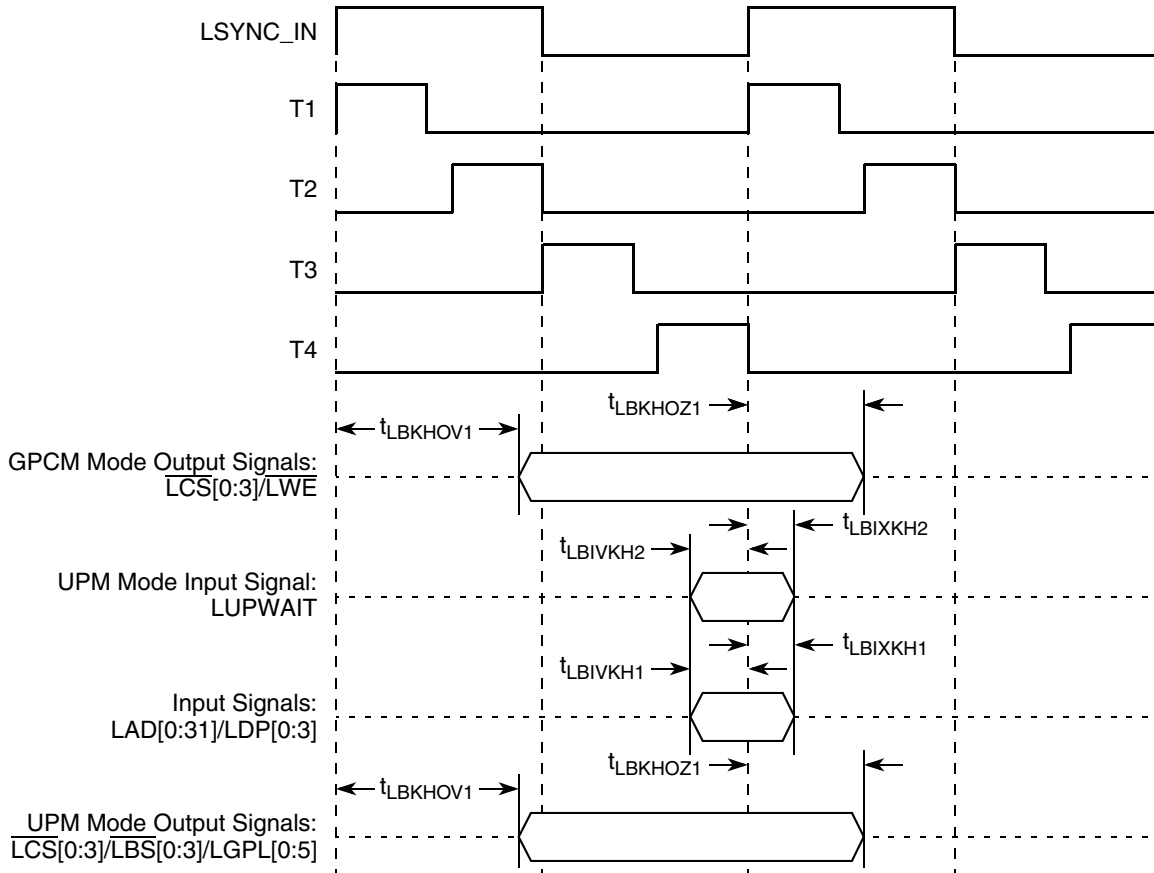 LSYNC_IN
T1
T2
T3
T4
tLBKHOZ1
tLBKHOV1
GPCM Mode Output Signals:
LCS[0:3]/LWE
tLBIXKH2
tLBIVKH2
UPM Mode Input Signal:
LUPWAIT
tLBIXKH1
tLBIVKH1
Input Signals:
LAD[0:31]/LDP[0:3]
tLBKHOZ1
tLBKHOV1
UPM Mode Output Signals:
LCS[0:3]/LBS[0:3]/LGPL[0:5]